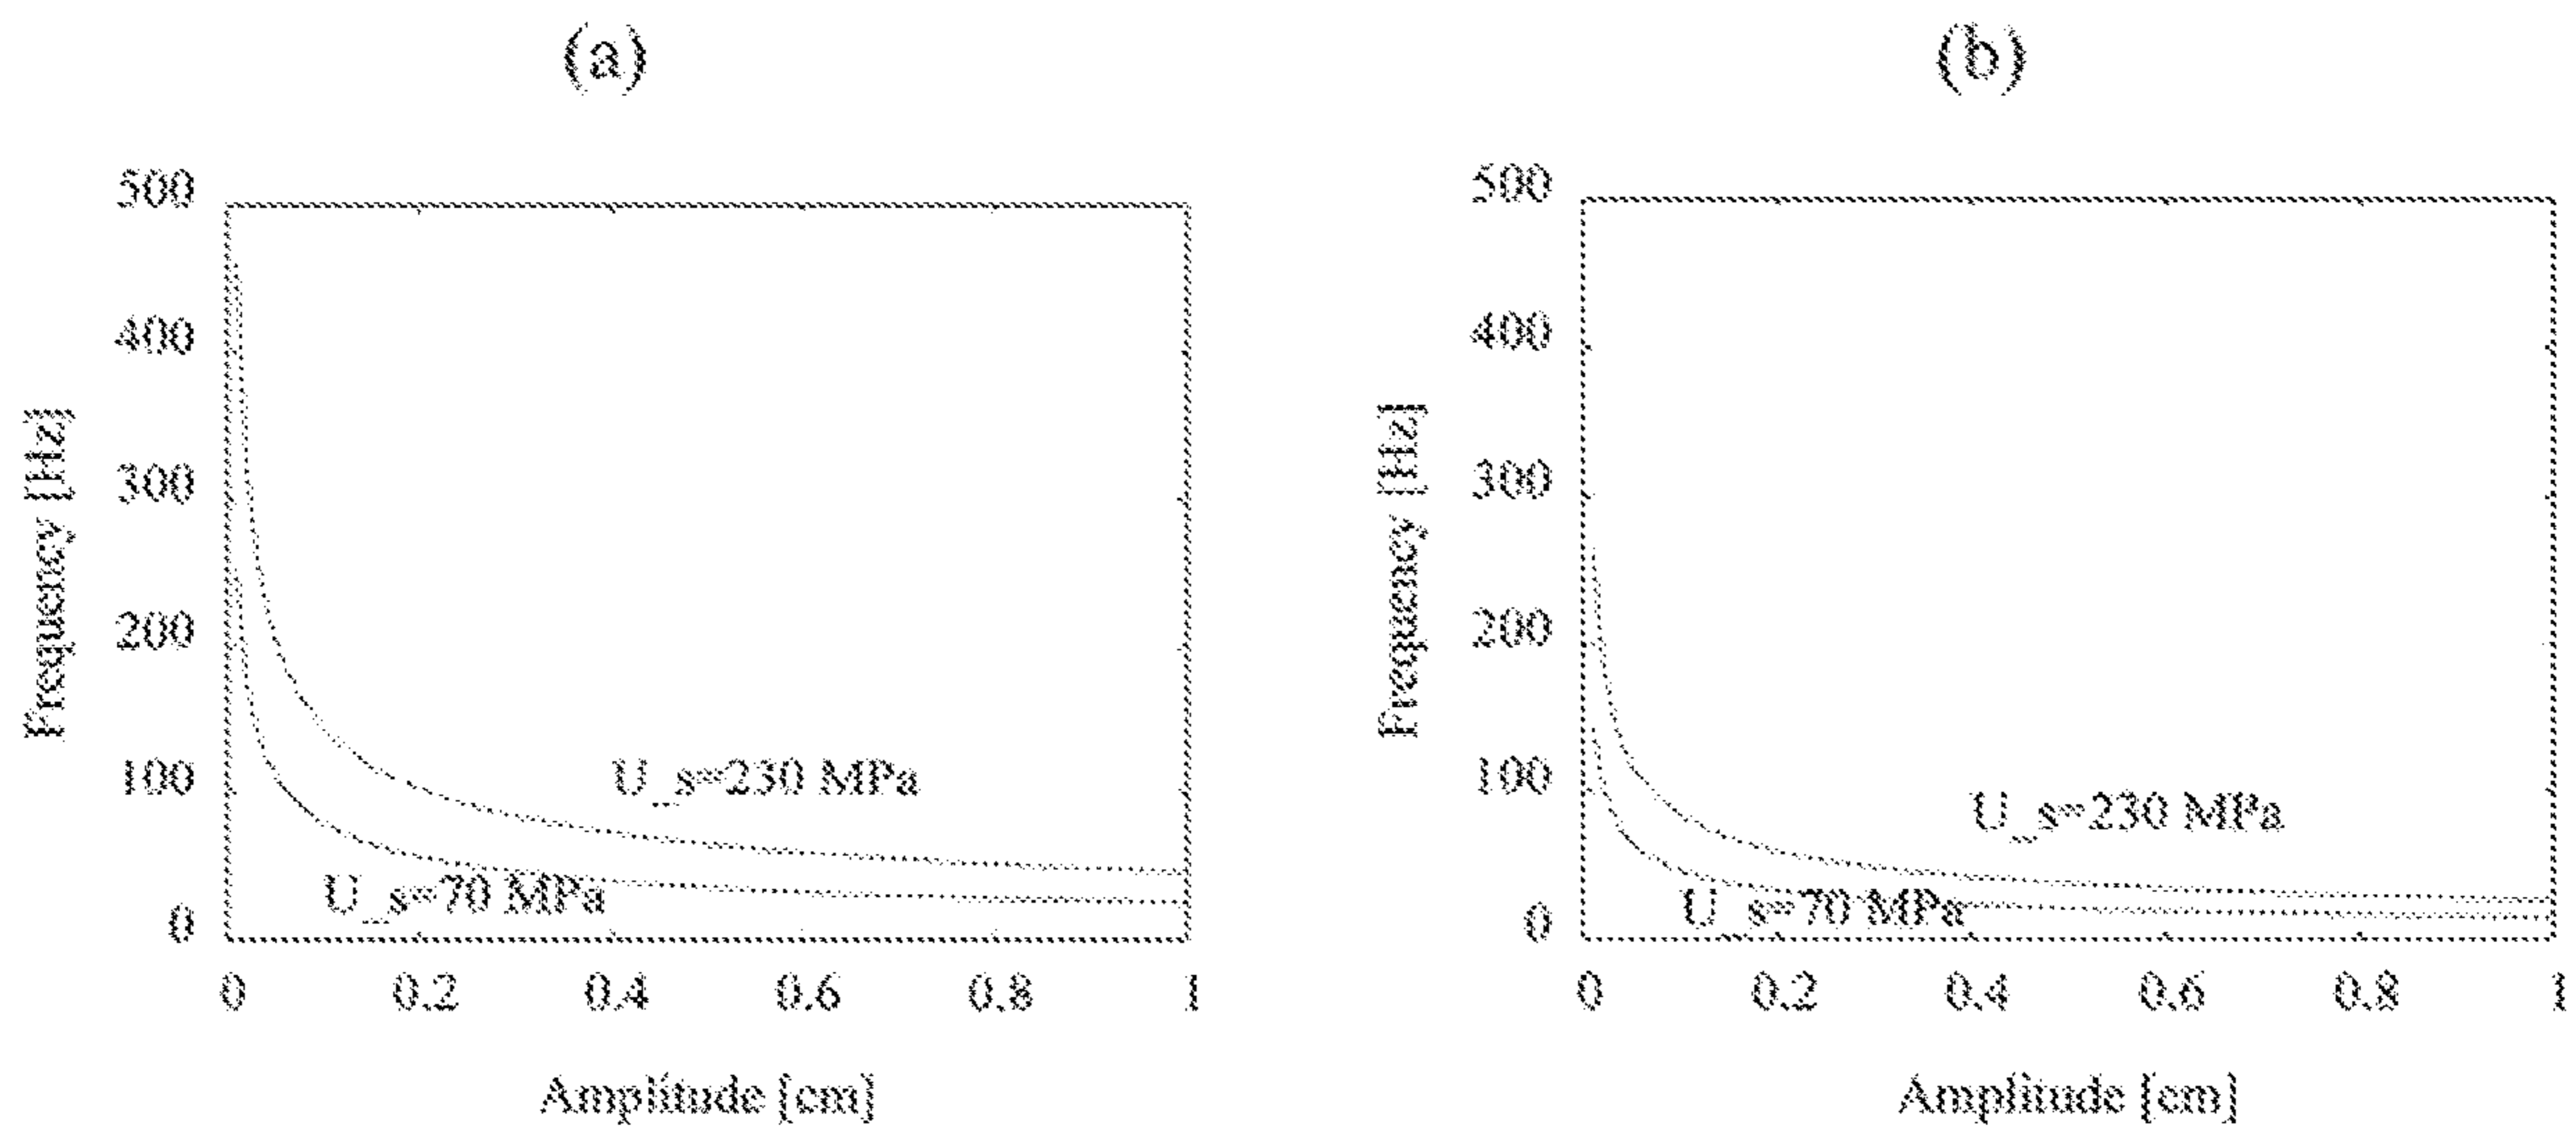 (a)
500
400
300
200
100
0
Frequency [Hz]
U_s=230 MPa
U_s=70 MPa
0 0.2 0.4 0.6 0.8 1
Amplitude [cm]
(b)
500
400
300
200
100
0
Frequency [Hz]
U_s=230 MPa
U_s=70 MPa
0 0.2 0.4 0.6 0.8 1
Amplitude [cm]